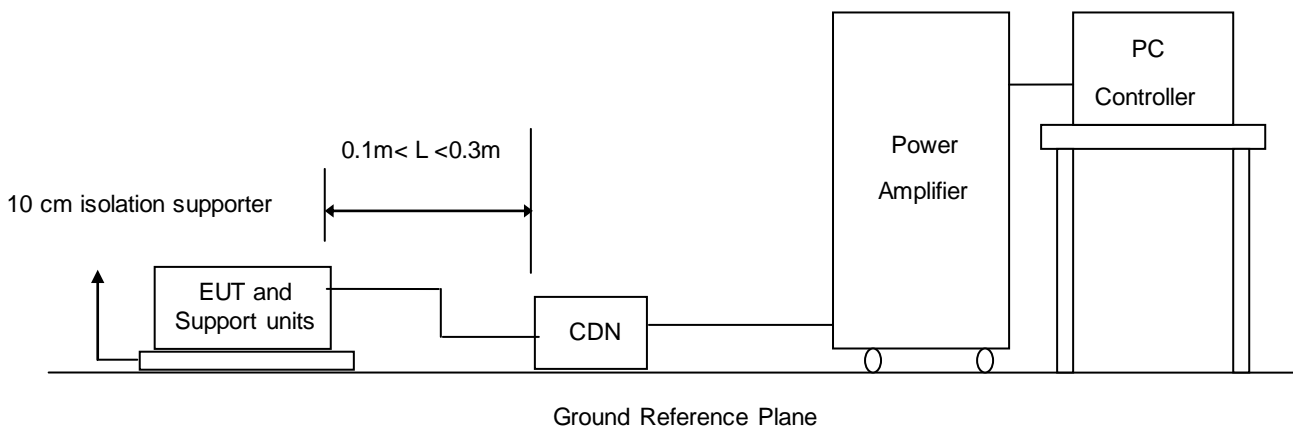 PC
Controller
0.1m< L <0.3m
Power
Amplifier
10 cm isolation supporter
EUT and
Support units
CDN
Ground Reference Plane